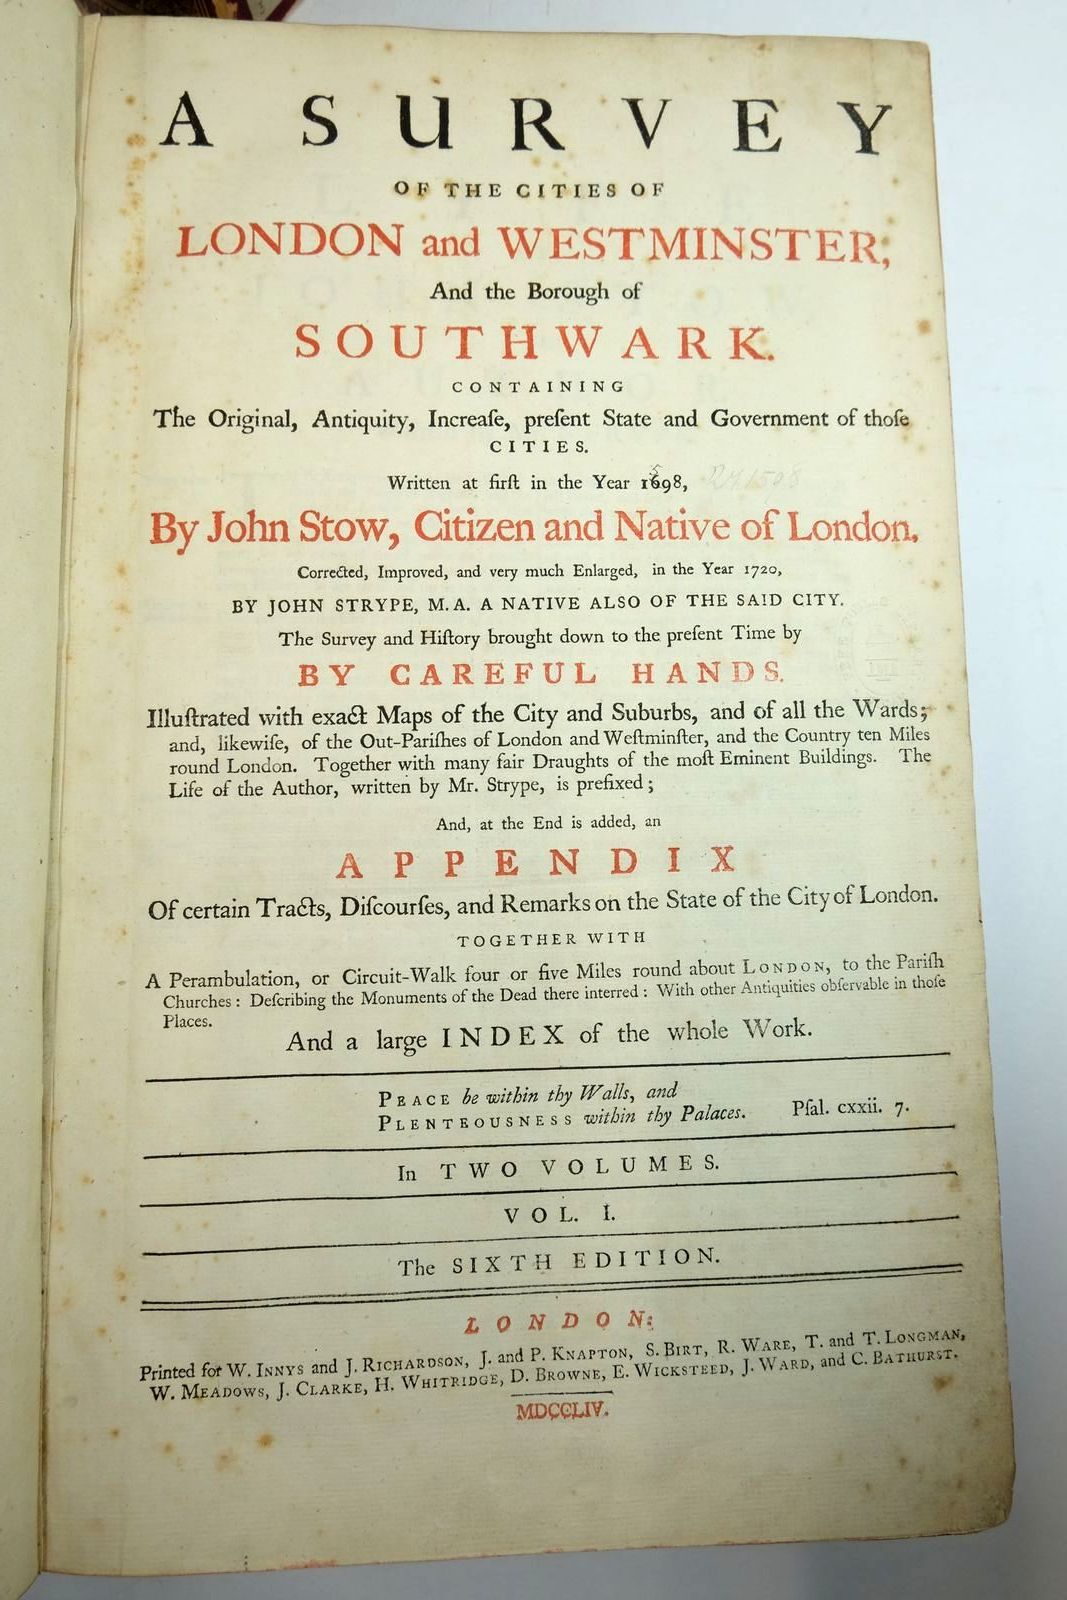 A SURVEY
OF THE CITIES OF
LONDON and WESTMINSTER;
And the Borough of
SOUTHWARK.
CONTAINING
The Original, Antiquity, Increaſe, preſent State and Government of thoſe
CITIES.
Written at firſt in the Year 1698,
By John Stow, Citizen and Native of London.
Corrected, Improved, and very much Enlarged, in the Year 1720,
BY JOHN STRYPE, M.A. A NATIVE ALSO OF THE SAID CITY.
The Survey and Hiſtory brought down to the preſent Time by
BY CAREFUL HANDS.
Illuſtrated with exact Maps of the City and Suburbs, and of all the Wards;
and, likewiſe, of the Out-Pariſhes of London and Weſtminſter, and the Country ten Miles
round London. Together with many fair Draughts of the moſt Eminent Buildings. The
Life of the Author, written by Mr. Strype, is prefixed;
And, at the End is added, an
APPENDIX
Of certain Tracts, Diſcourſes, and Remarks on the State of the City of London.
TOGETHER WITH
A Perambulation, or Circuit-Walk four or five Miles round about LONDON, to the Pariſh
Churches: Deſcribing the Monuments of the Dead there interred: With other Antiquities obſervable in thoſe
Places.
And a large INDEX of the whole Work.
PEACE be within thy Walls, and
PLENTEOUSNESS within thy Palaces. Pſal. cxxii. 7.
In TWO VOLUMES.
VOL. I.
The SIXTH EDITION.
LONDON:
Printed for W. INNYS and J. RICHARDSON, J. and P. KNAPTON, S. BIRT, R. WARE, T. and T. LONGMAN,
W. MEADOWS, J. CLARKE, H. WHITRIDGE, D. BROWNE, E. WICKSTEED, J. WARD, and C. BATHURST.
MDCCLIV.